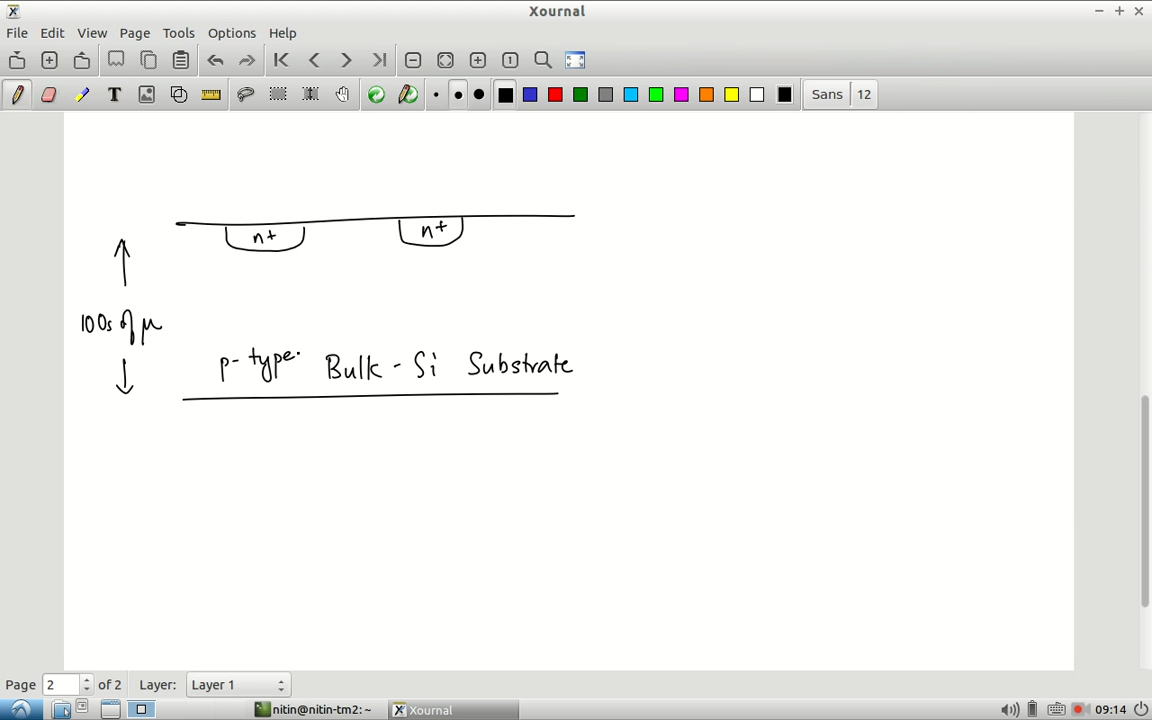 Xournal
File Edit View Page Tools Options Help
T Sans 12
n+ n+
100s of μ
p-type. Bulk-Si Substrate
Page 2 of 2 Layer: Layer 1
nitin@nitin-tm2: ~ Xournal 09:14